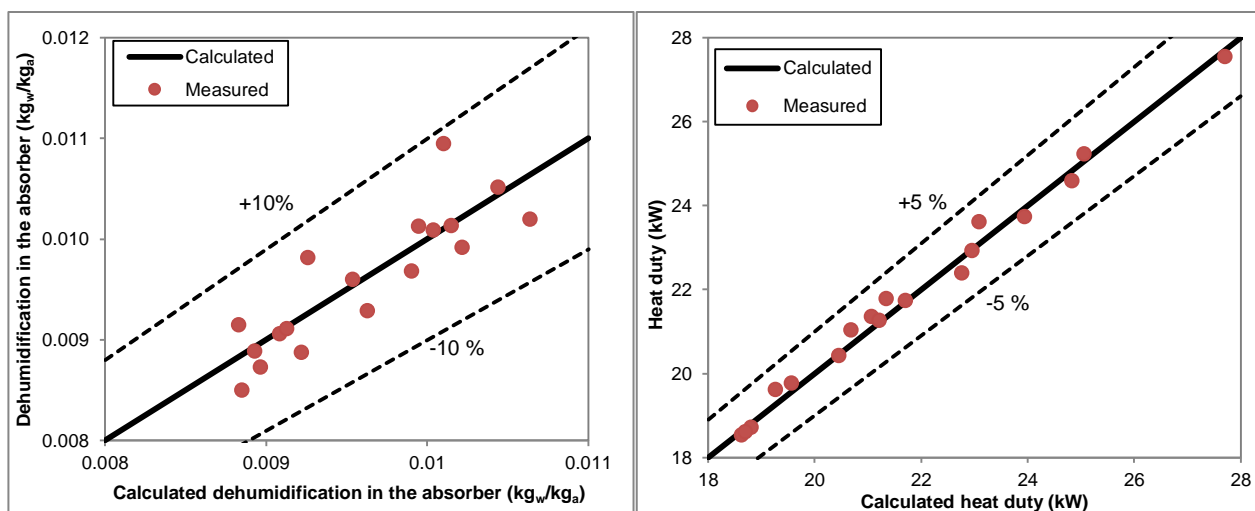 0.012
0.011
0.010
0.009
0.008
Dehumidification in the absorber (kgw/kga)
Calculated
Measured
+10%
-10 %
0.008 0.009 0.01 0.011
Calculated dehumidification in the absorber (kgw/kga)
28
26
24
22
20
18
Heat duty (kW)
Calculated
Measured
+5 %
-5 %
18 20 22 24 26 28
Calculated heat duty (kW)